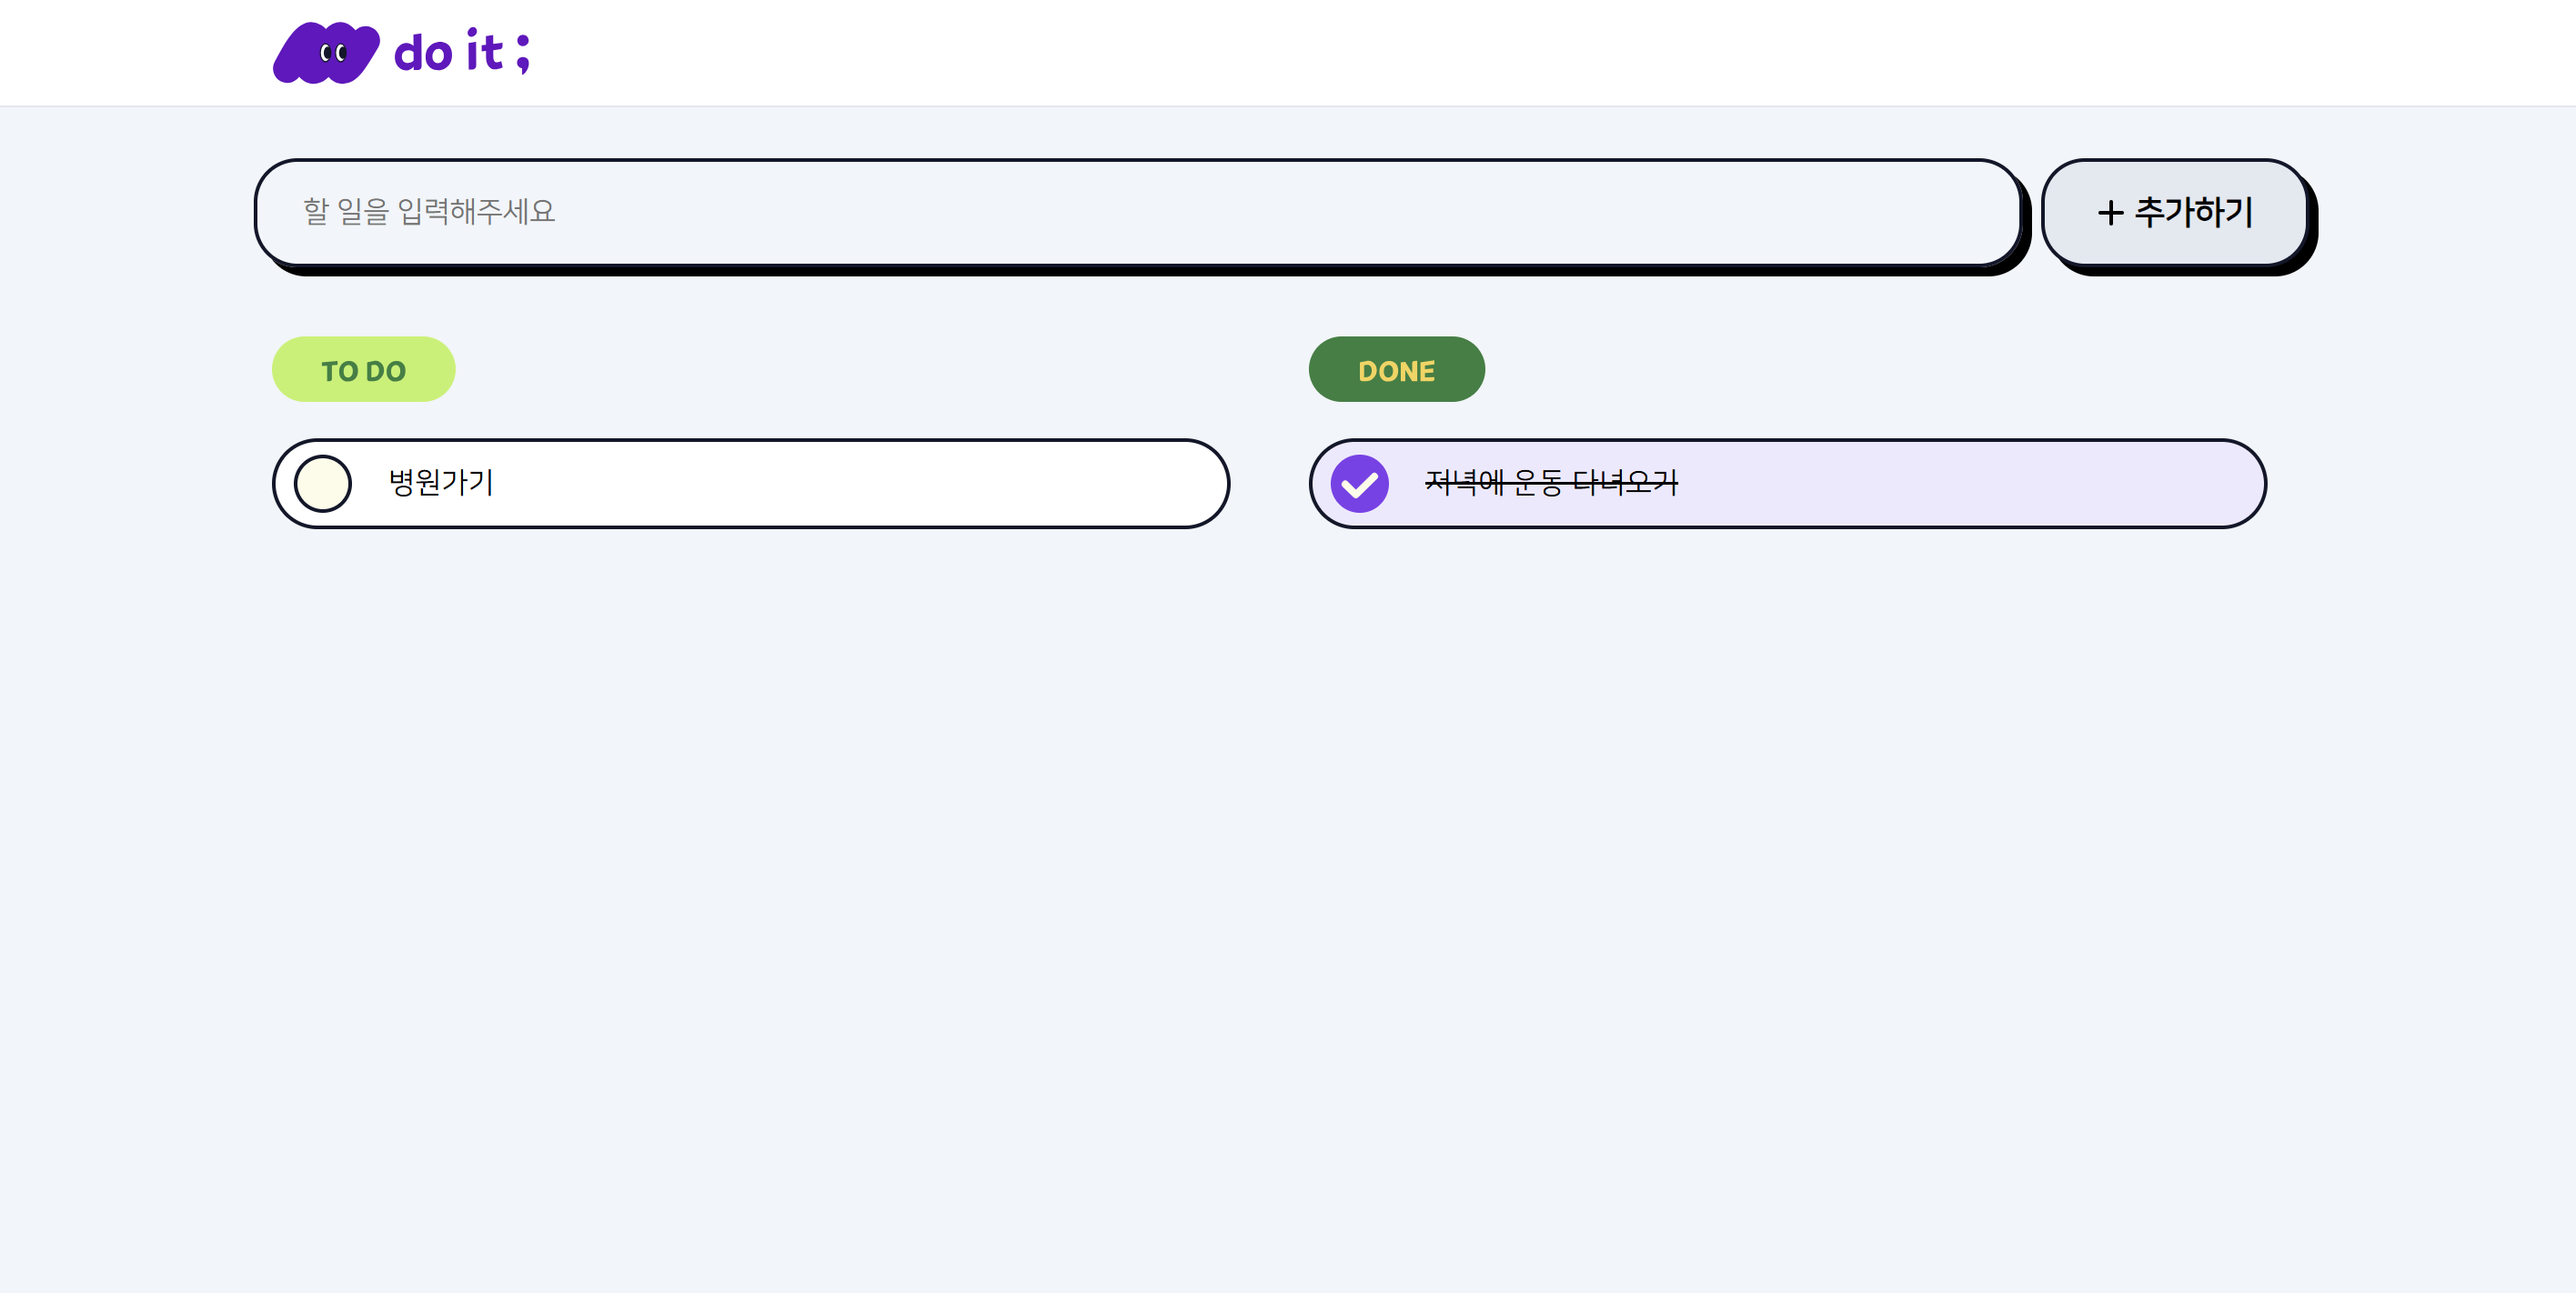 do it ;
할 일을 입력해주세요
+ 추가하기
TO DO
DONE
병원가기
저녁에 운동 다녀오기